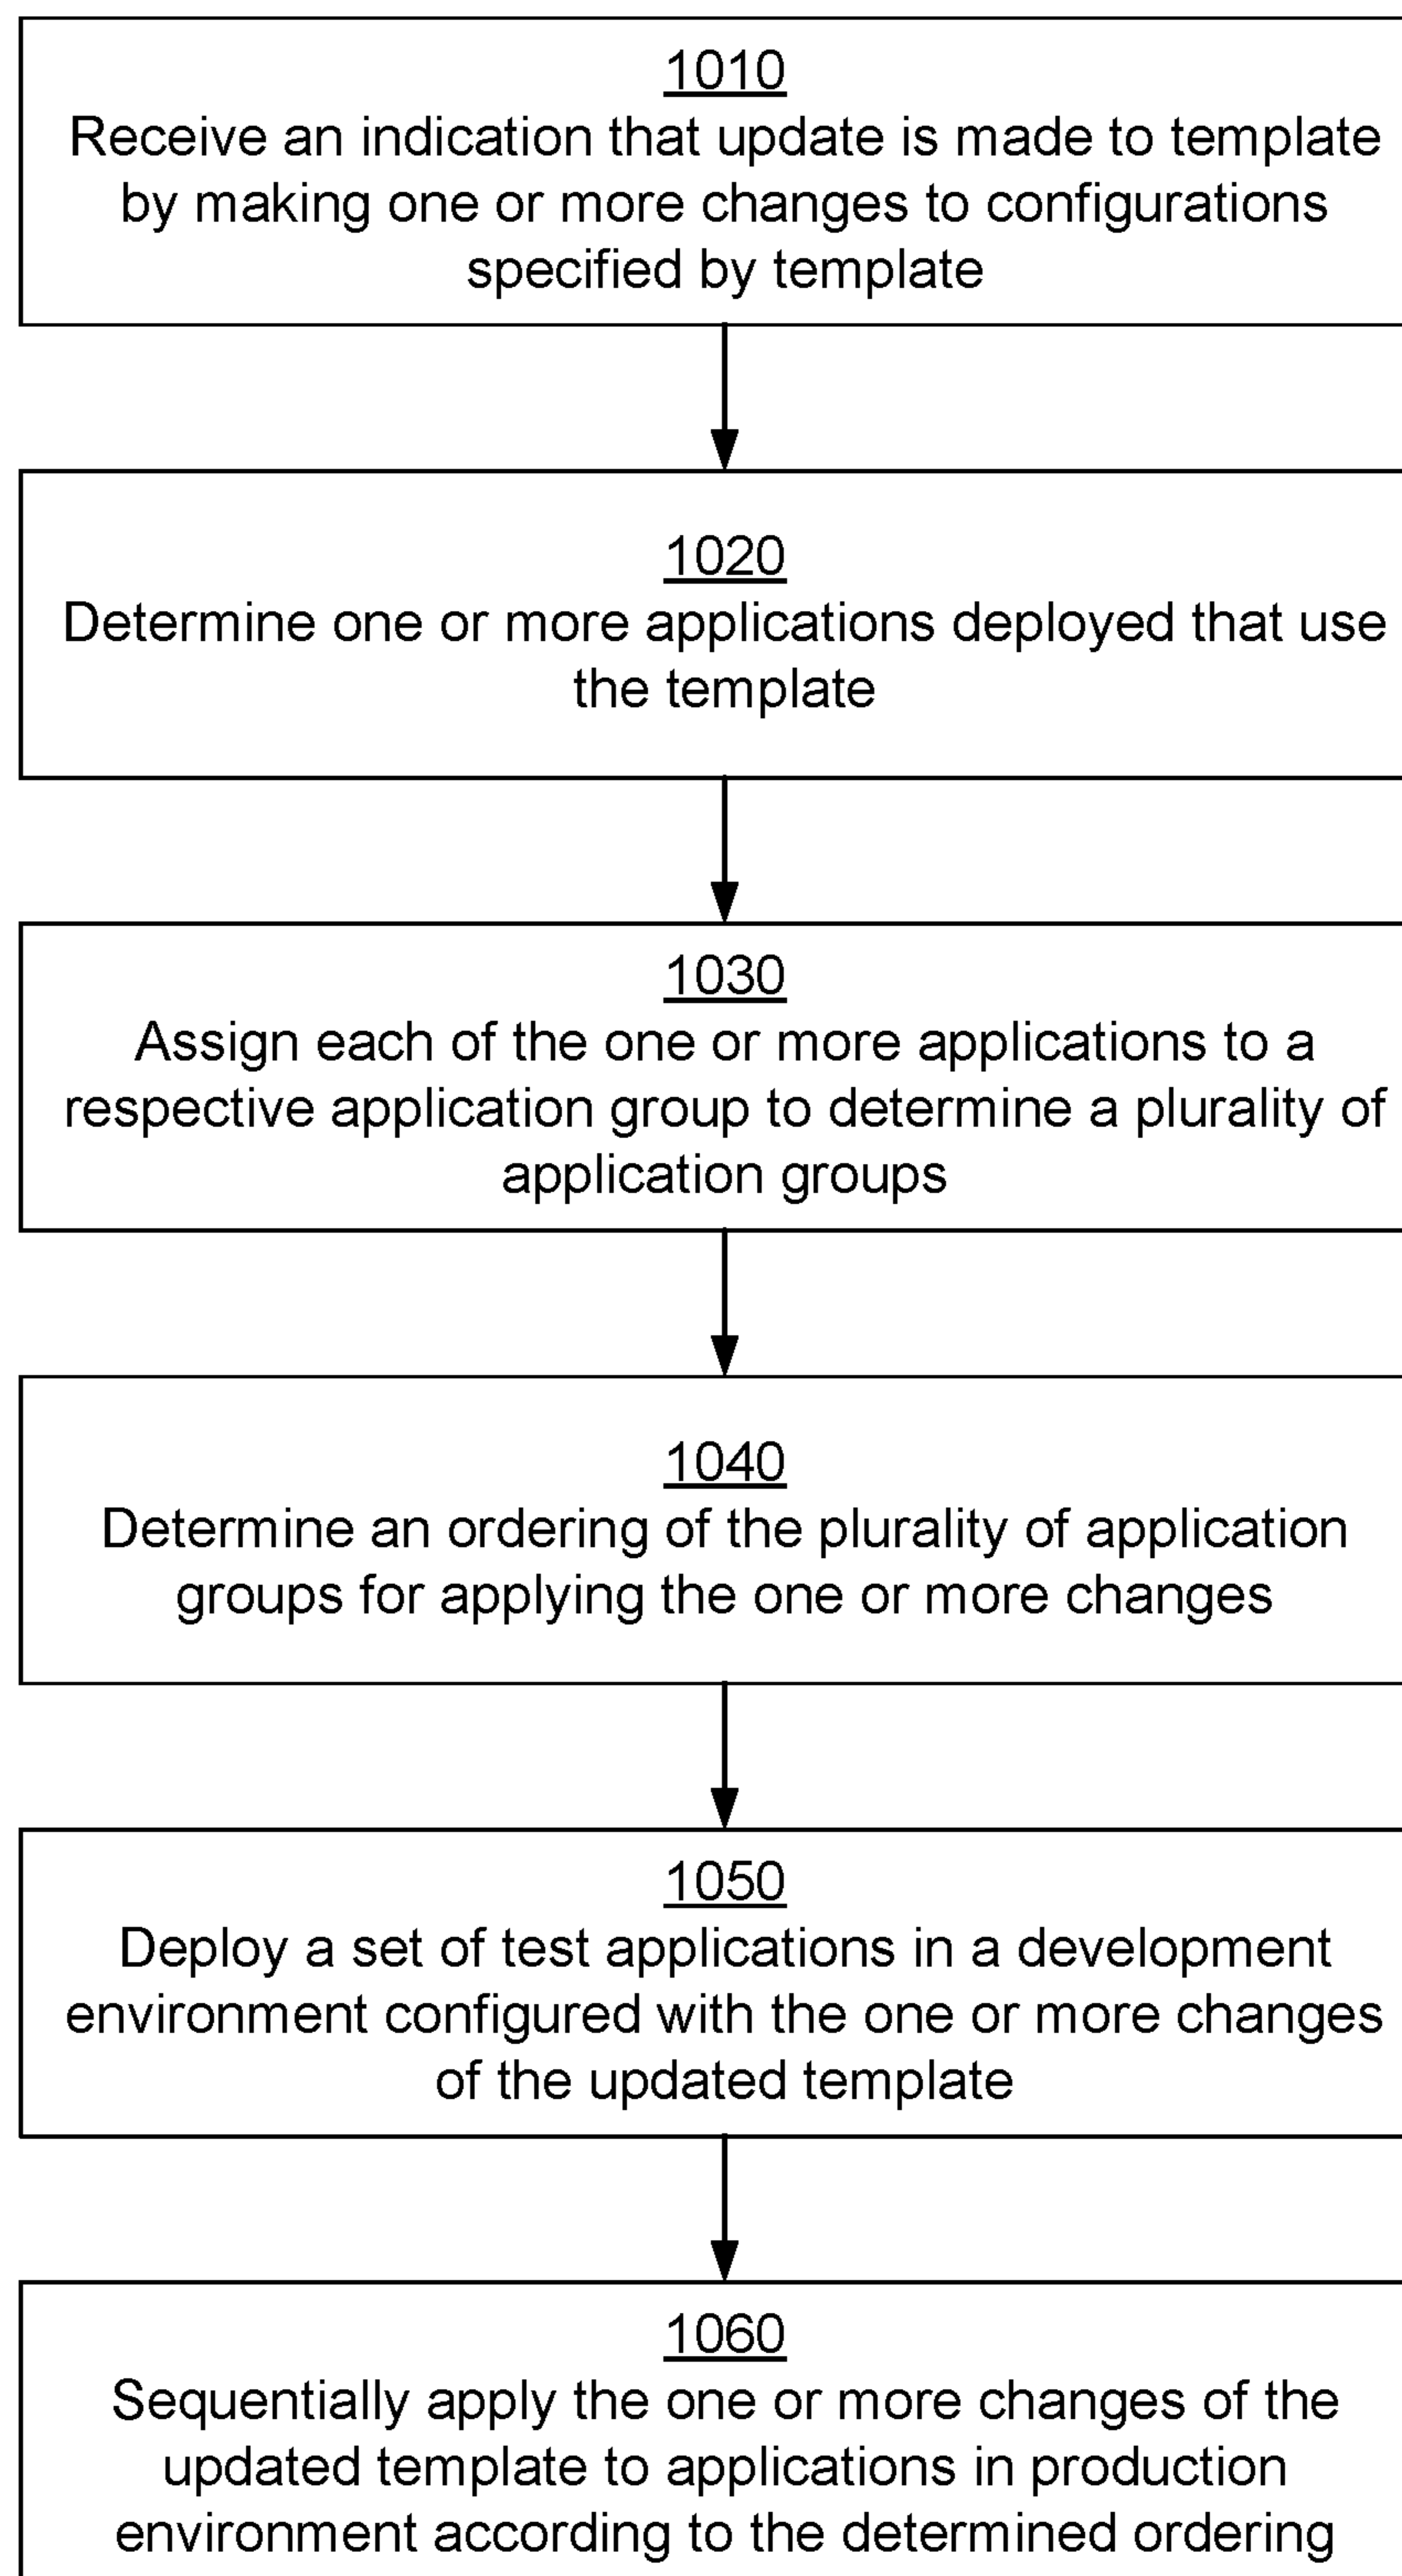 1010
Receive an indication that update is made to template
by making one or more changes to configurations
specified by template
1020
Determine one or more applications deployed that use
the template
1030
Assign each of the one or more applications to a
respective application group to determine a plurality of
application groups
1040
Determine an ordering of the plurality of application
groups for applying the one or more changes
1050
Deploy a set of test applications in a development
environment configured with the one or more changes
of the updated template
1060
Sequentially apply the one or more changes of the
updated template to applications in production
environment according to the determined ordering